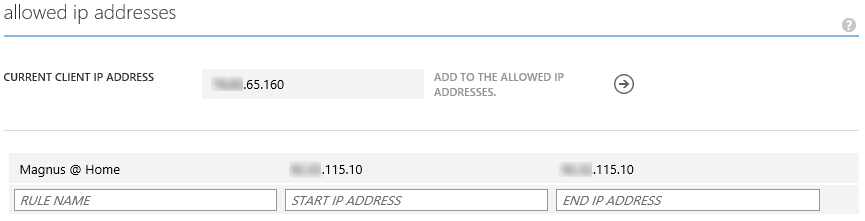 allowed ip addresses
?
CURRENT CLIENT IP ADDRESS .65.160 ADD TO THE ALLOWED IP
ADDRESSES.
Magnus @ Home .115.10 .115.10
RULE NAME START IP ADDRESS END IP ADDRESS